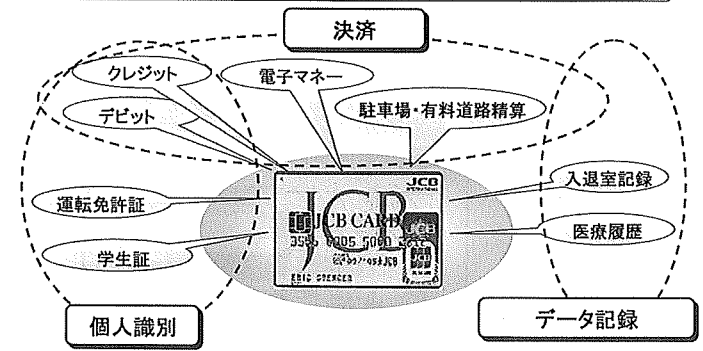 決済
クレジット
電子マネー
デビット
駐車場・有料道路精算
運転免許証
入退室記録
学生証
医療履歴
JCB
JCB
JCB CARD
JCB
個人識別
データ記録